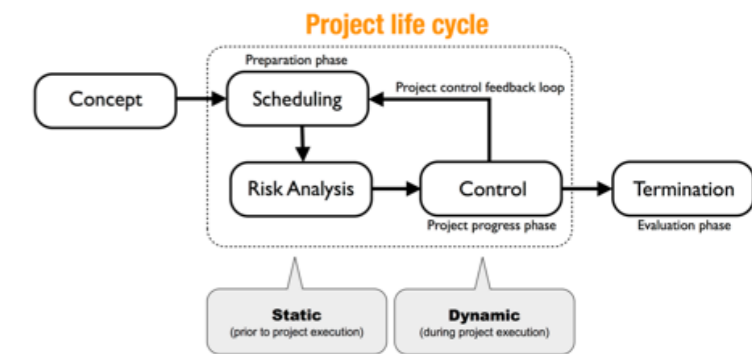 Project life cycle
Preparation phase
Concept
Scheduling
Project control feedback loop
Risk Analysis
Control
Termination
Project progress phase
Evaluation phase
Static
(prior to project execution)
Dynamic
(during project execution)